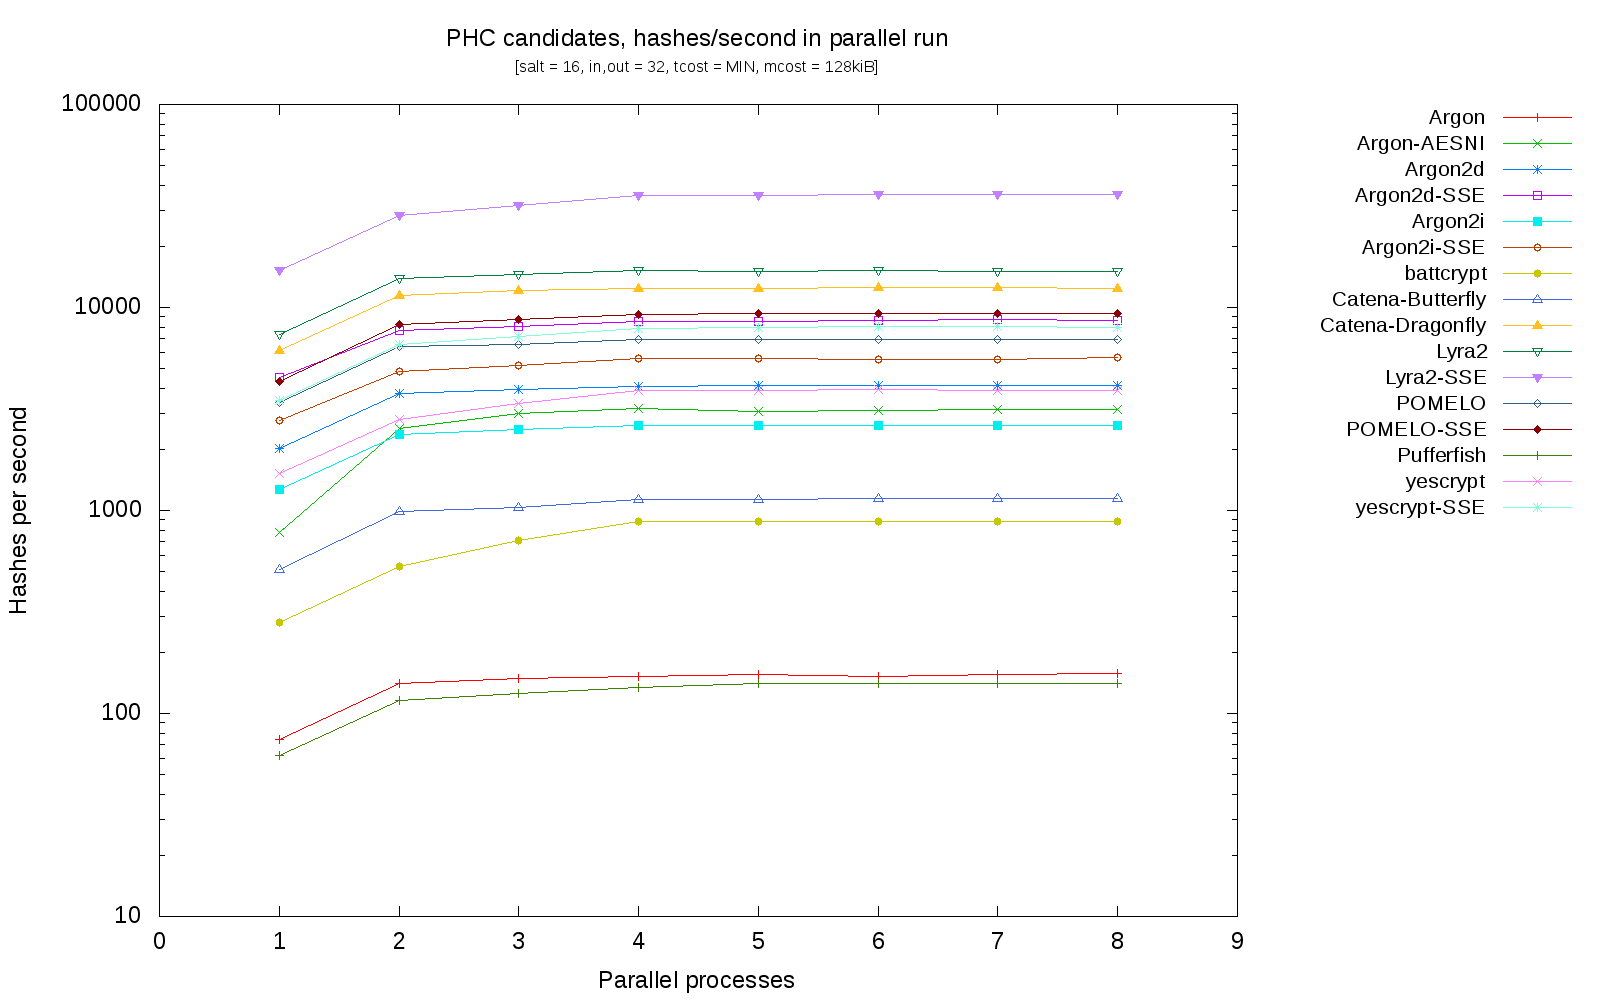 PHC candidates, hashes/second in parallel run
[salt = 16, in,out = 32, tcost = MIN, mcost = 128kiB]
100000
10000
1000
100
10
Hashes per second
0 1 2 3 4 5 6 7 8 9
Parallel processes
Argon
Argon-AESNI
Argon2d
Argon2d-SSE
Argon2i
Argon2i-SSE
battcrypt
Catena-Butterfly
Catena-Dragonfly
Lyra2
Lyra2-SSE
POMELO
POMELO-SSE
Pufferfish
yescrypt
yescrypt-SSE